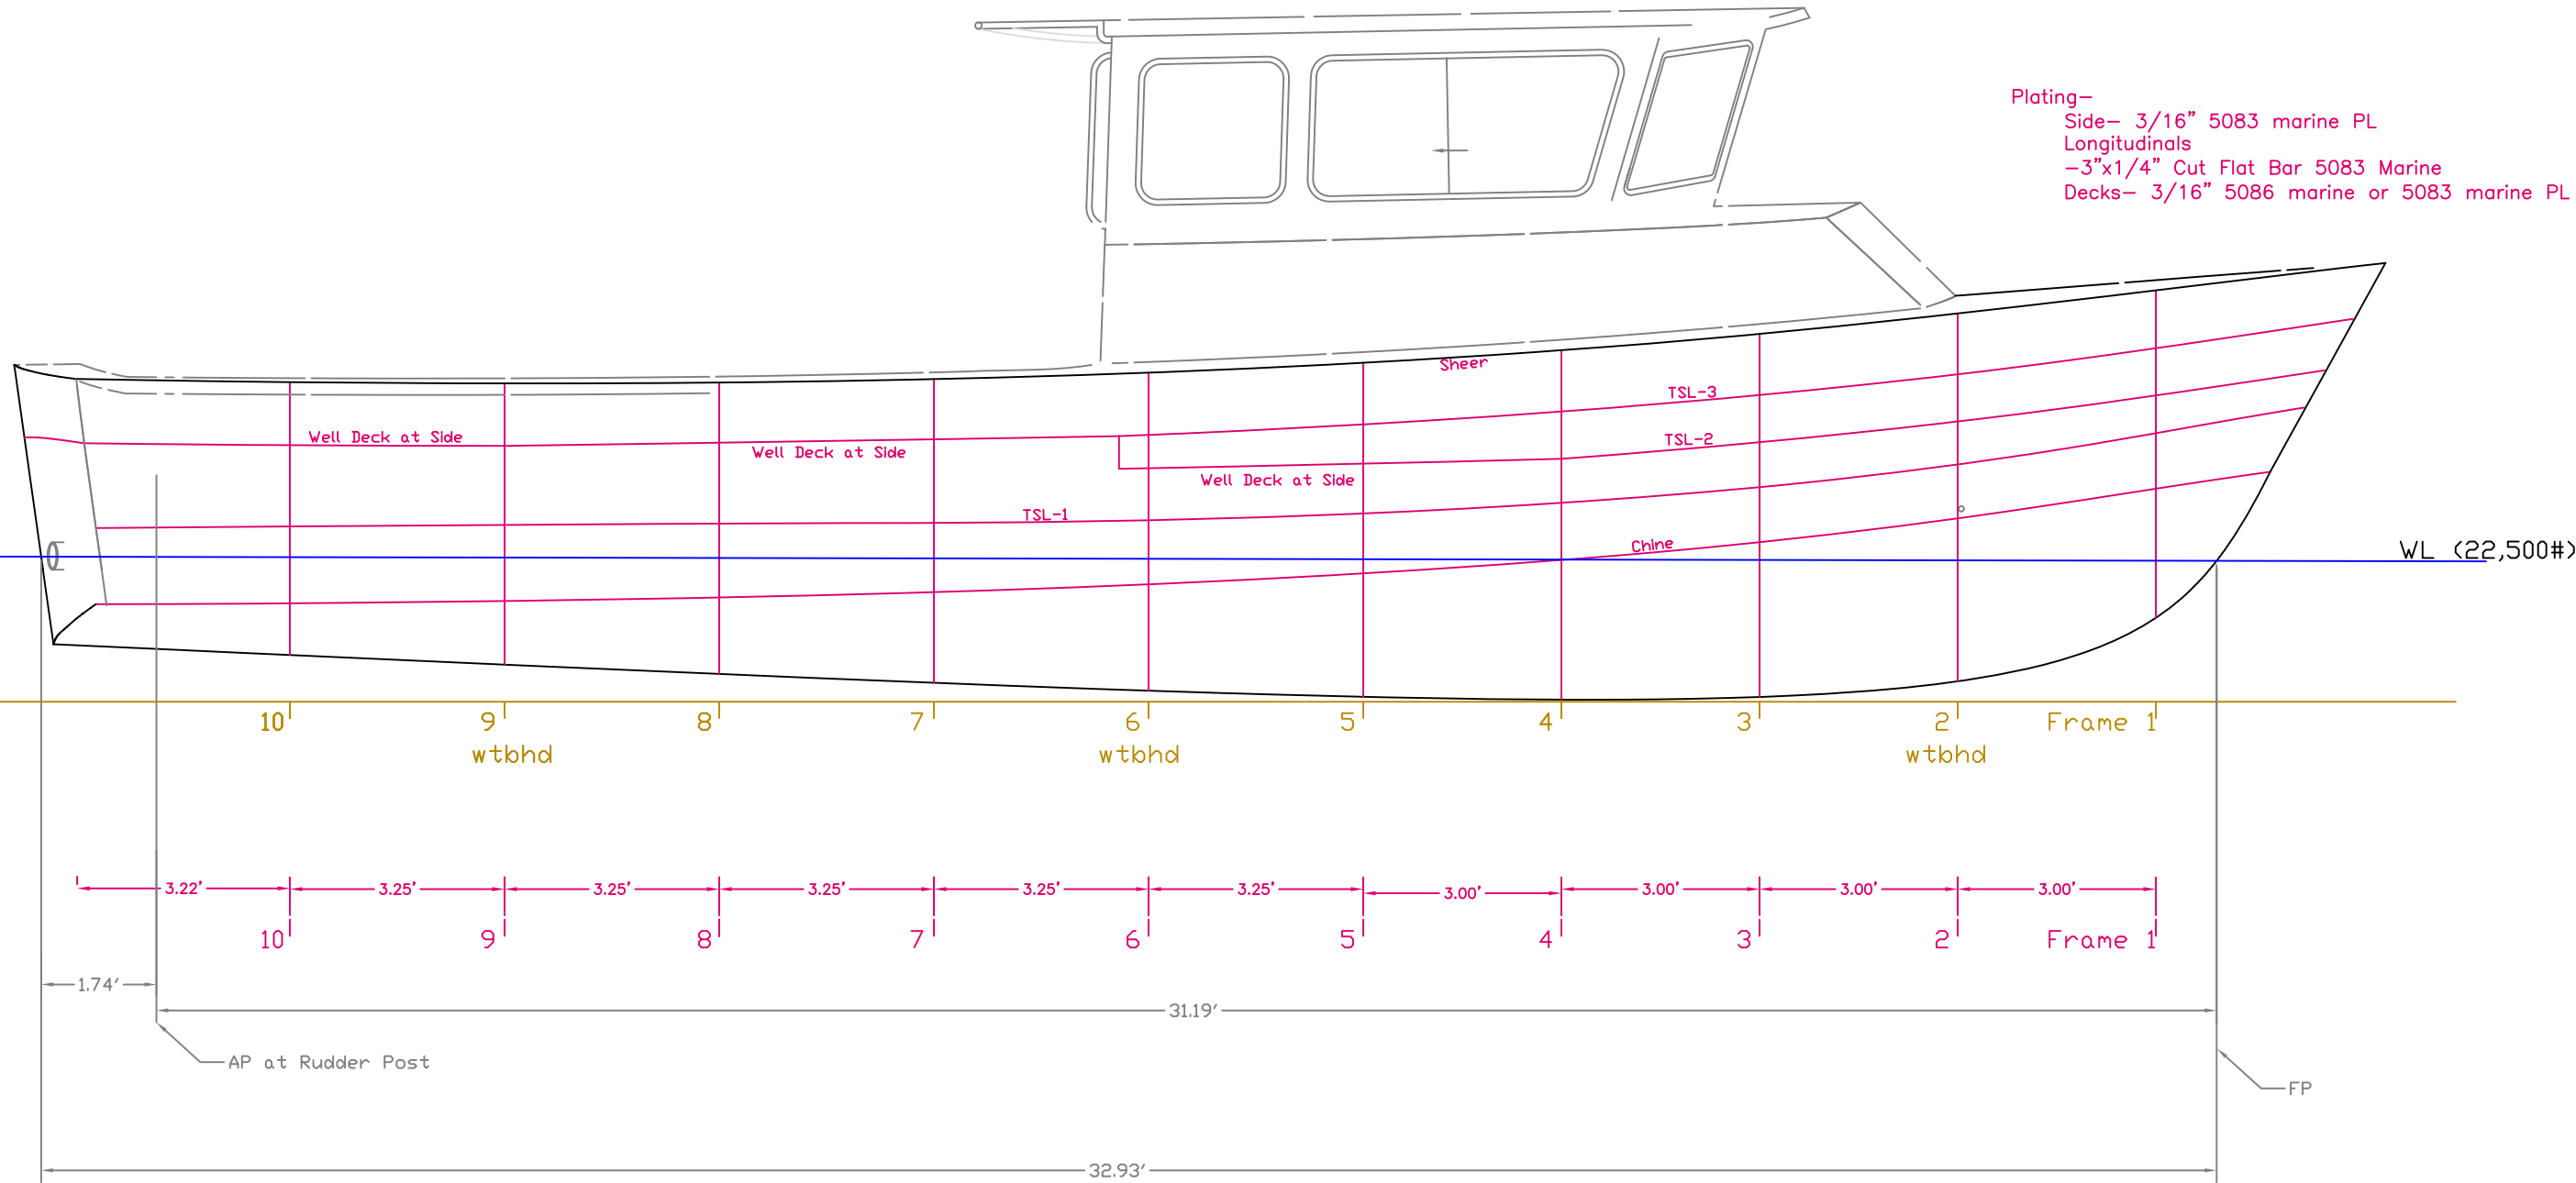 Plating-
Side- 3/16" 5083 marine PL
Longitudinals
-3"x1/4" Cut Flat Bar 5083 Marine
Decks- 3/16" 5086 marine or 5083 marine PL
Sheer
TSL-3
Well Deck at Side
TSL-2
Well Deck at Side
Well Deck at Side
TSL-1
Chine
WL (22,500#)
10 9 8 7 6 5 4 3 2 Frame 1
wtbhd wtbhd wtbhd
3.22' 3.25' 3.25' 3.25' 3.25' 3.25' 3.00' 3.00' 3.00' 3.00'
10 9 8 7 6 5 4 3 2 Frame 1
1.74'
31.19'
AP at Rudder Post
FP
32.93'